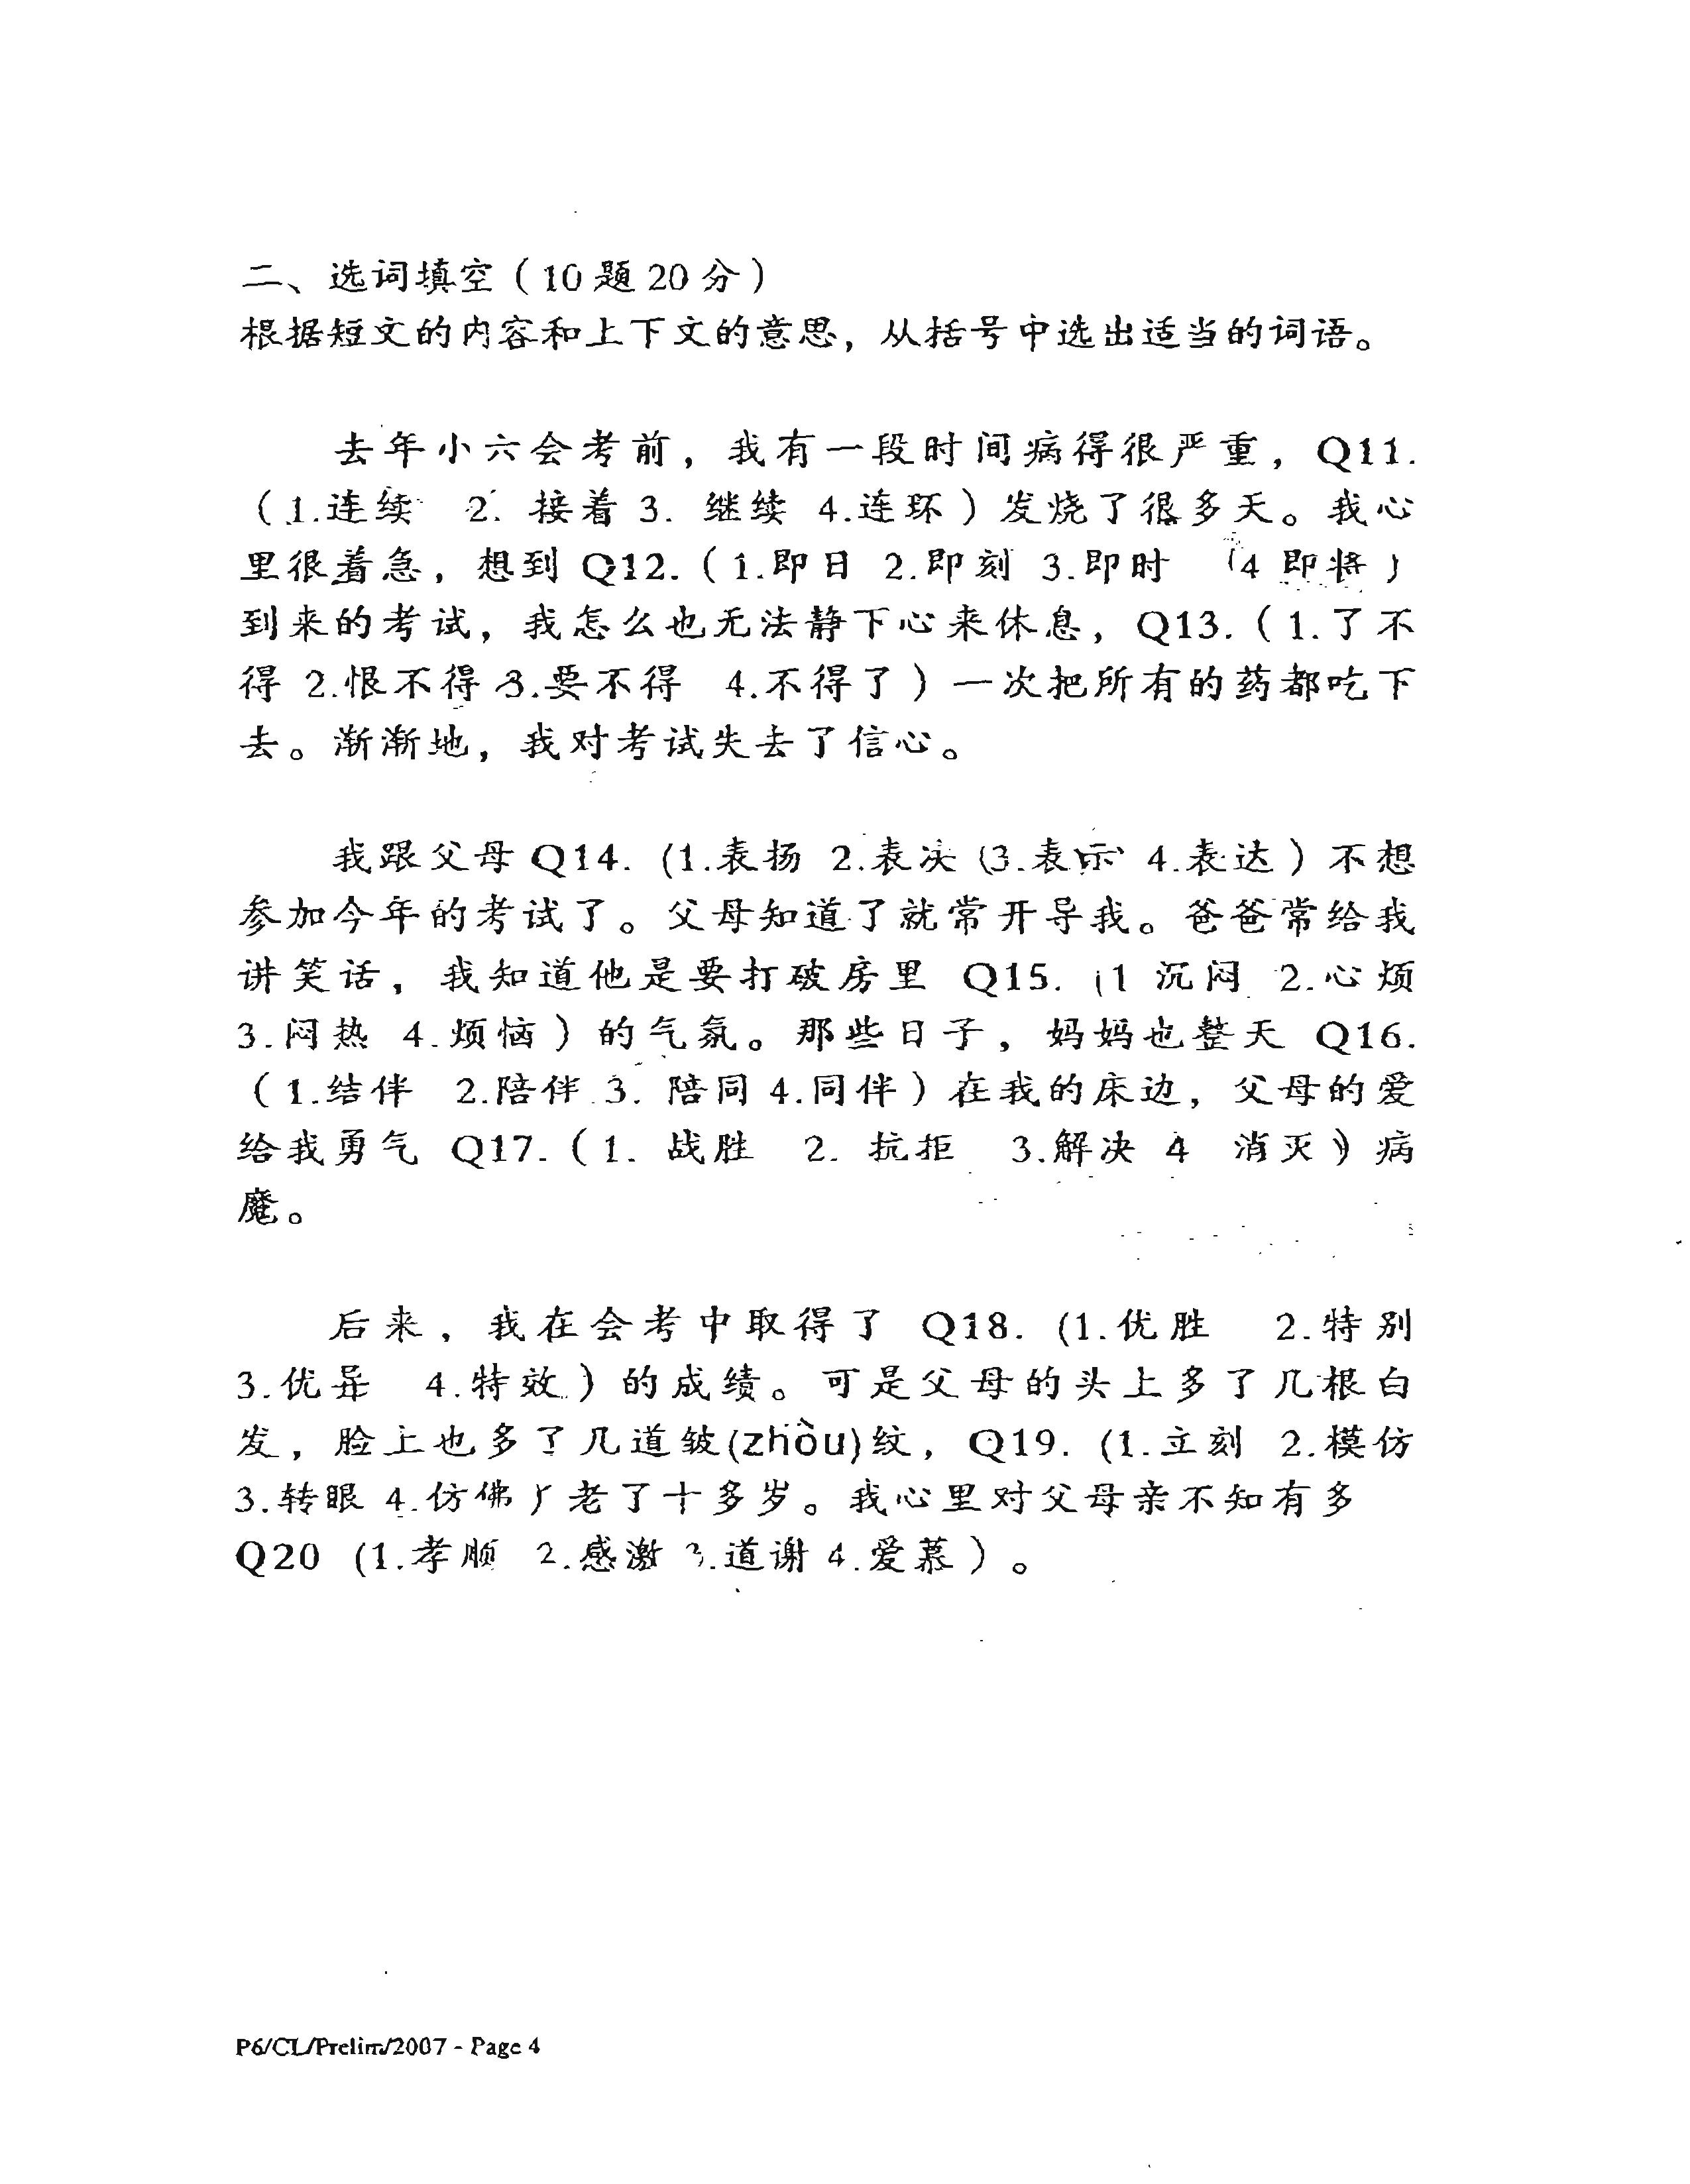 二、选词填空（10题20分）
根据短文的内容和上下文的意思，从括号中选出适当的词语。
去年小六会考前，我有一段时间病得很严重，Q11.
（1.连续 2. 接着 3. 继续 4.连环）发烧了很多天。我心
里很着急，想到 Q12.（1.即日 2.即刻 3.即时 （4 即将）
到来的考试，我怎么也无法静下心来休息，Q13.（1.了不
得 2.恨不得 3.要不得 4.不得了）一次把所有的药都吃下
去。渐渐地，我对考试失去了信心。
我跟父母 Q14. (1.表扬 2.表决 (3.表示 4.表达）不想
参加今年的考试了。父母知道了就常开导我。爸爸常给我
讲笑话，我知道他是要打破房里 Q15. (1 沉闷 2.心烦
3.闷热 4.烦恼）的气氛。那些日子，妈妈也整天 Q16.
（1.结伴 2.陪伴 3. 陪同 4.同伴）在我的床边，父母的爱
给我勇气 Q17.（1. 战胜 2. 抗拒 3.解决 4 消灭）病
魔。
后来，我在会考中取得了 Q18. (1.优胜 2.特别
3.优异 4.特效）的成绩。可是父母的头上多了几根白
发，脸上也多了几道皱(zhòu)纹，Q19. (1.立刻 2.模仿
3.转眼 4.仿佛）老了十多岁。我心里对父母亲不知有多
Q20 (1.孝顺 2.感激 3.道谢 4.爱慕）。
P6/CL/Prelim/2007 - Page 4